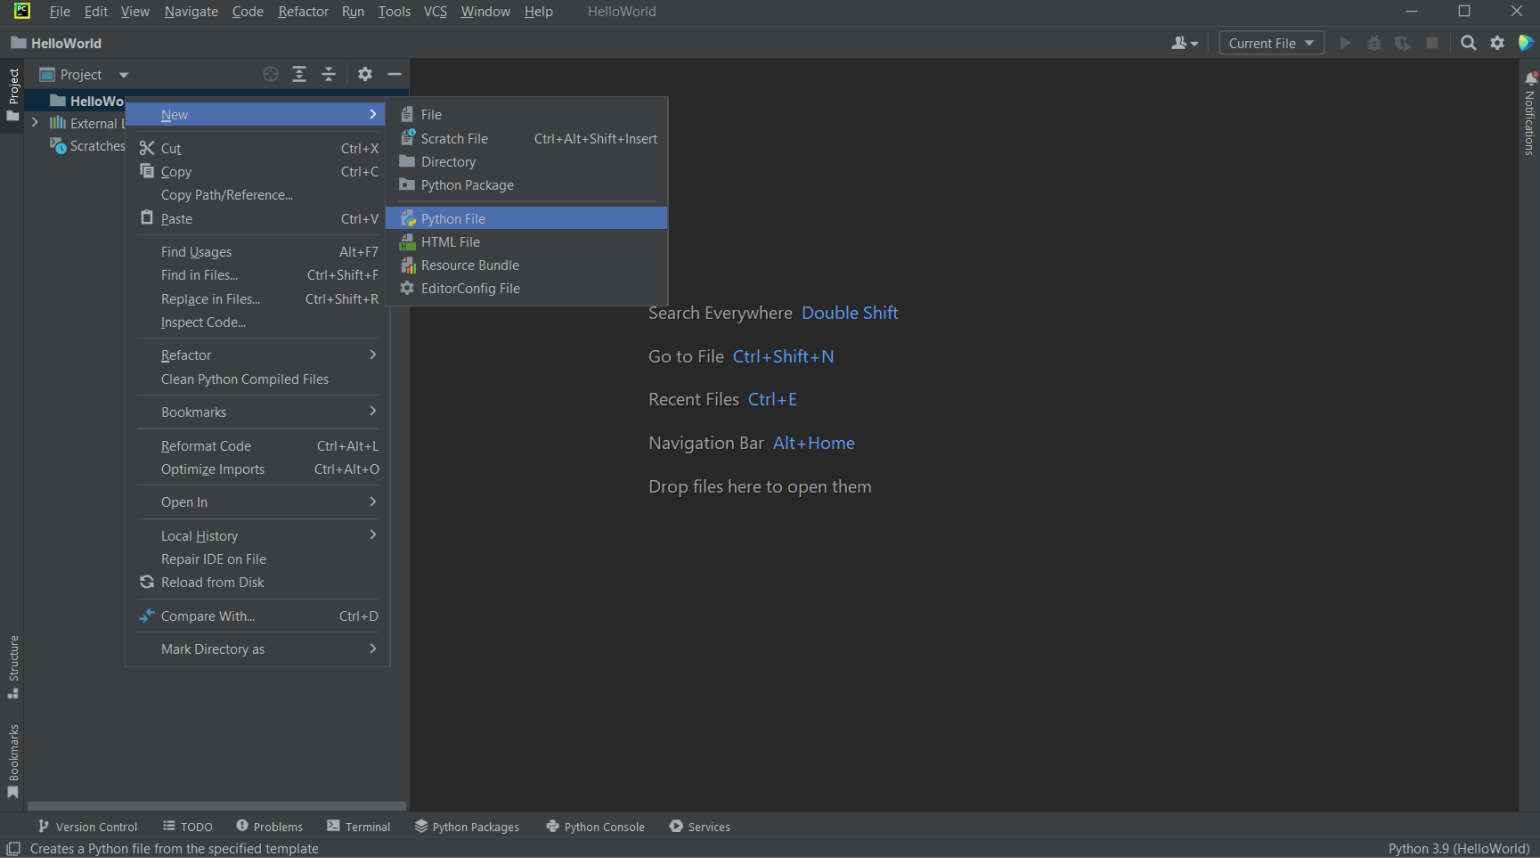 PC
File Edit View Navigate Code Refactor Run Tools VCS Window Help HelloWorld
HelloWorld
Current File
Project
Project
HelloWo
External L
Scratches
New
Cut Ctrl+X
Copy Ctrl+C
Copy Path/Reference...
Paste Ctrl+V
Find Usages Alt+F7
Find in Files... Ctrl+Shift+F
Replace in Files... Ctrl+Shift+R
Inspect Code...
Refactor
Clean Python Compiled Files
Bookmarks
Reformat Code Ctrl+Alt+L
Optimize Imports Ctrl+Alt+O
Open In
Local History
Repair IDE on File
Reload from Disk
Compare With... Ctrl+D
Mark Directory as
File
Scratch File Ctrl+Alt+Shift+Insert
Directory
Python Package
Python File
HTML File
Resource Bundle
EditorConfig File
Search Everywhere Double Shift
Go to File Ctrl+Shift+N
Recent Files Ctrl+E
Navigation Bar Alt+Home
Drop files here to open them
Notifications
Structure
Bookmarks
Version Control TODO Problems Terminal Python Packages Python Console Services
Creates a Python file from the specified template
Python 3.9 (HelloWorld)